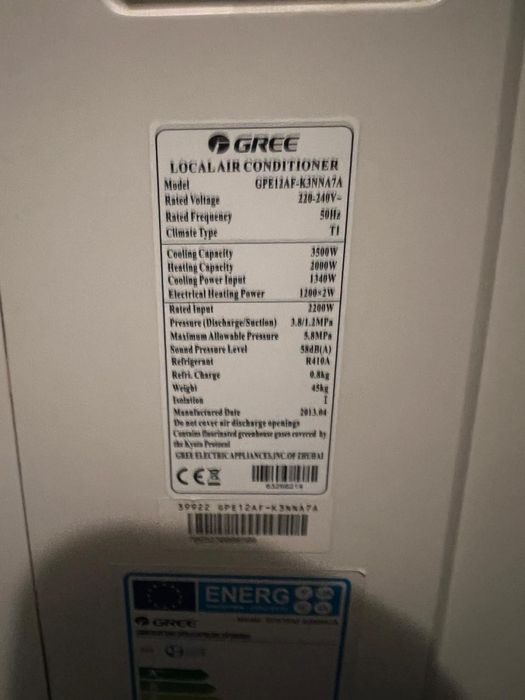 GREE
LOCAL AIR CONDITIONER
Model GPE12AF-K3NNA7A
Rated Voltage 220-240V~
Rated Frequency 50Hz
Climate Type T1
Cooling Capacity 3500W
Heating Capacity 2000W
Cooling Power Input 1340W
Electrical Heating Power 1200×2W
Rated Input 2200W
Pressure (Discharge/Suction) 3.8/1.2MPa
Maximum Allowable Pressure 5.8MPa
Sound Pressure Level 58dB(A)
Refrigerant R410A
Refri. Charge 0.8kg
Weight 45kg
Isolation I
Manufactured Date 2013.04
Do not cover air discharge openings
Contains fluorinated greenhouse gases covered by
the Kyoto Protocol
GREE ELECTRIC APPLIANCES,INC.OF ZHUHAI
CE
63266214
39922 GPE12AF-K3NNA7A
ENERG
GREE
A